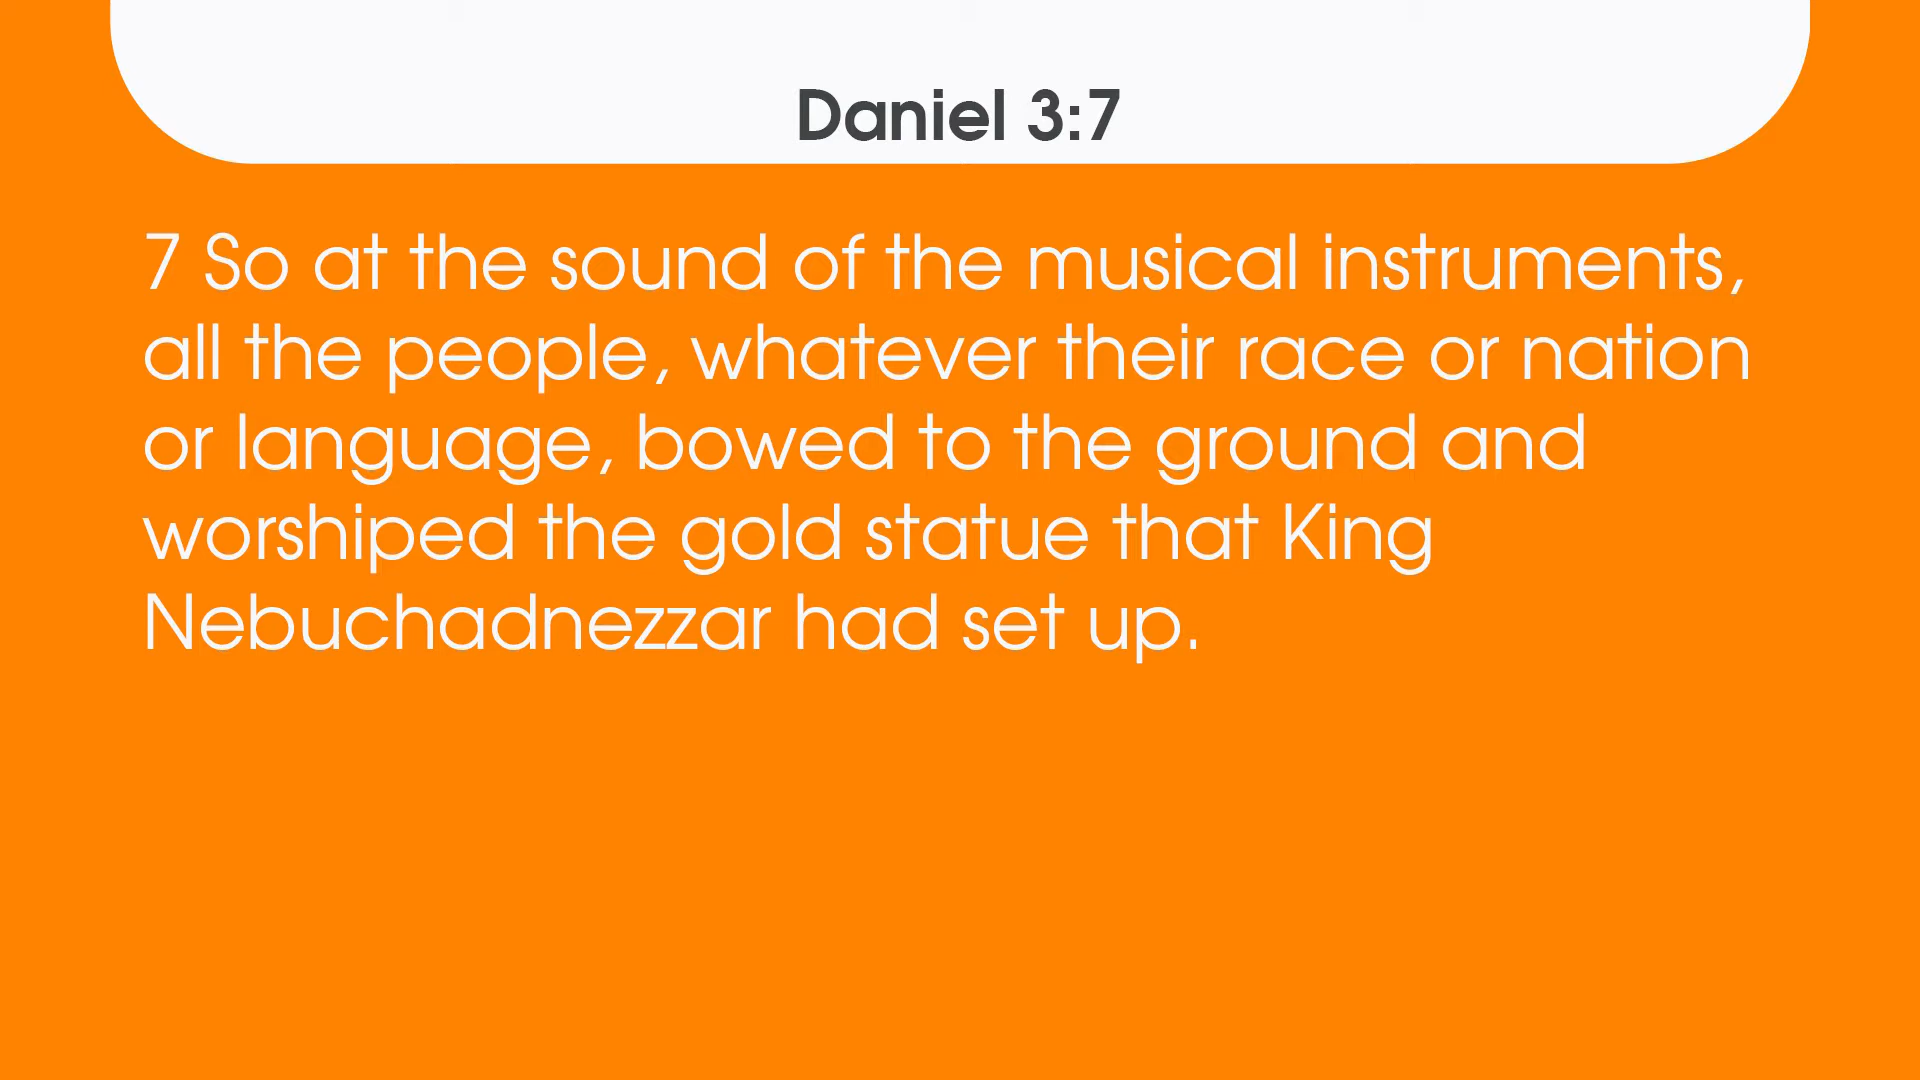 Daniel 3:7
7 So at the sound of the musical instruments,
all the people, whatever their race or nation
or language, bowed to the ground and
worshiped the gold statue that King
Nebuchadnezzar had set up.